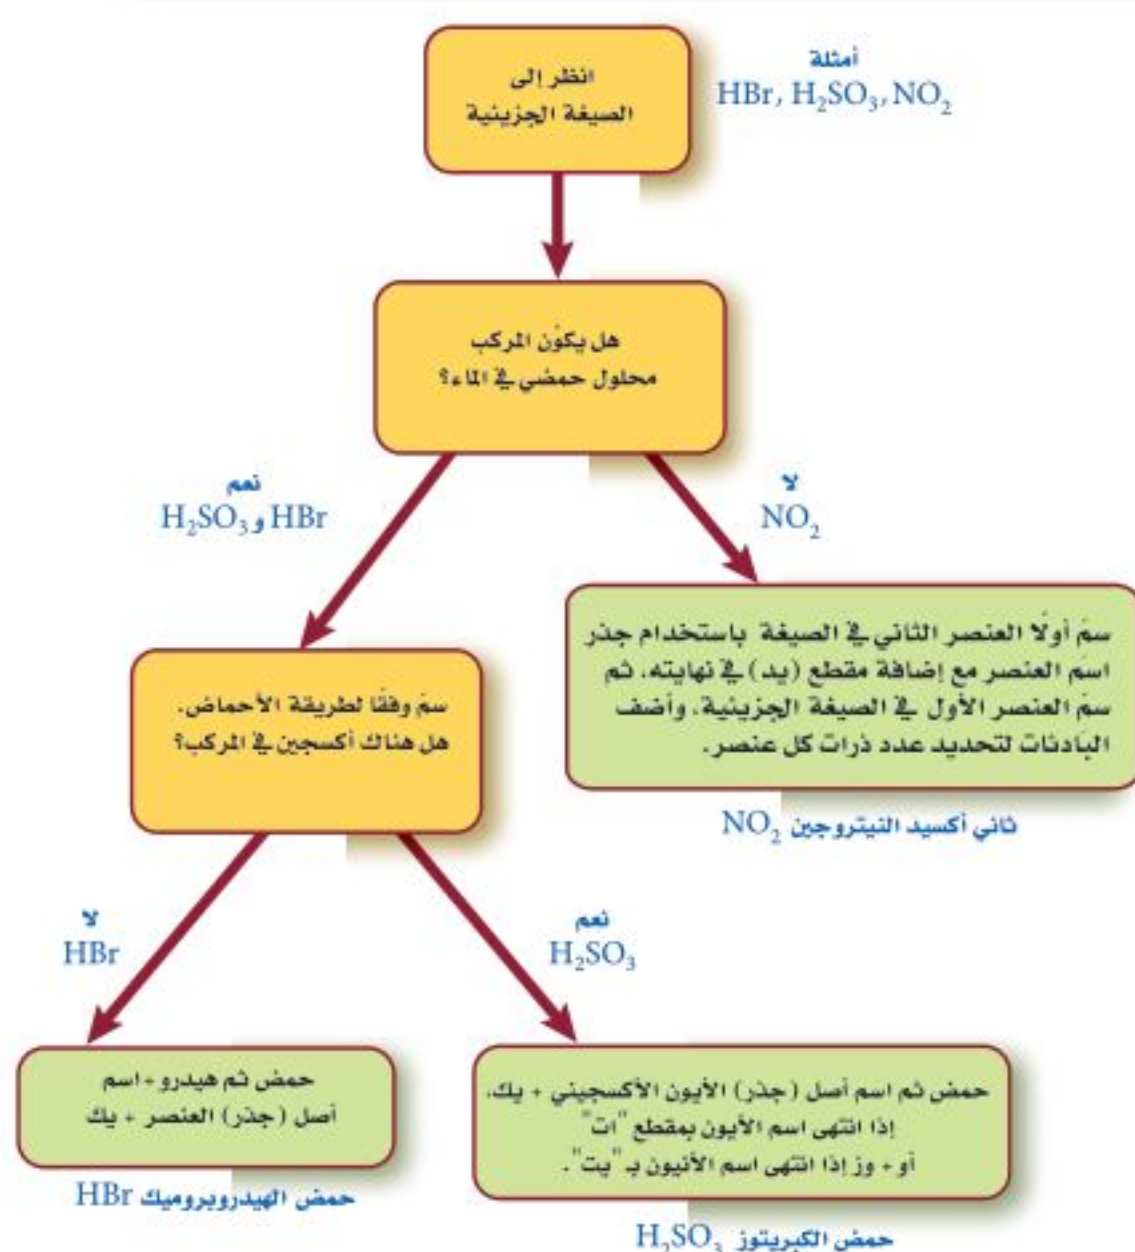 انظر إلى
الصيغة الجزيئية
أمثلة
HBr, H₂SO₃, NO₂
هل يكوّن المركب
محلول حمضي في الماء؟
نعم
HBr و H₂SO₃
لا
NO₂
سمّ أولًا العنصر الثاني في الصيغة باستخدام جذر
اسم العنصر مع إضافة مقطع (يد) في نهايته، ثم
سمّ العنصر الأول في الصيغة الجزيئية، وأضف
البادئات لتحديد عدد ذرات كل عنصر.
ثاني أكسيد النيتروجين NO₂
سمّ وفقًا لطريقة الأحماض.
هل هناك أكسجين في المركب؟
لا
HBr
نعم
H₂SO₃
حمض ثم هيدرو + اسم
أصل (جذر) العنصر + يك
حمض الهيدروبروميك HBr
حمض ثم اسم أصل (جذر) الأيون الأكسجيني + يك،
إذا انتهى اسم الأيون بمقطع "ات"
أو + وز إذا انتهى اسم الأنيون بـ "يت".
حمض الكبريتوز H₂SO₃